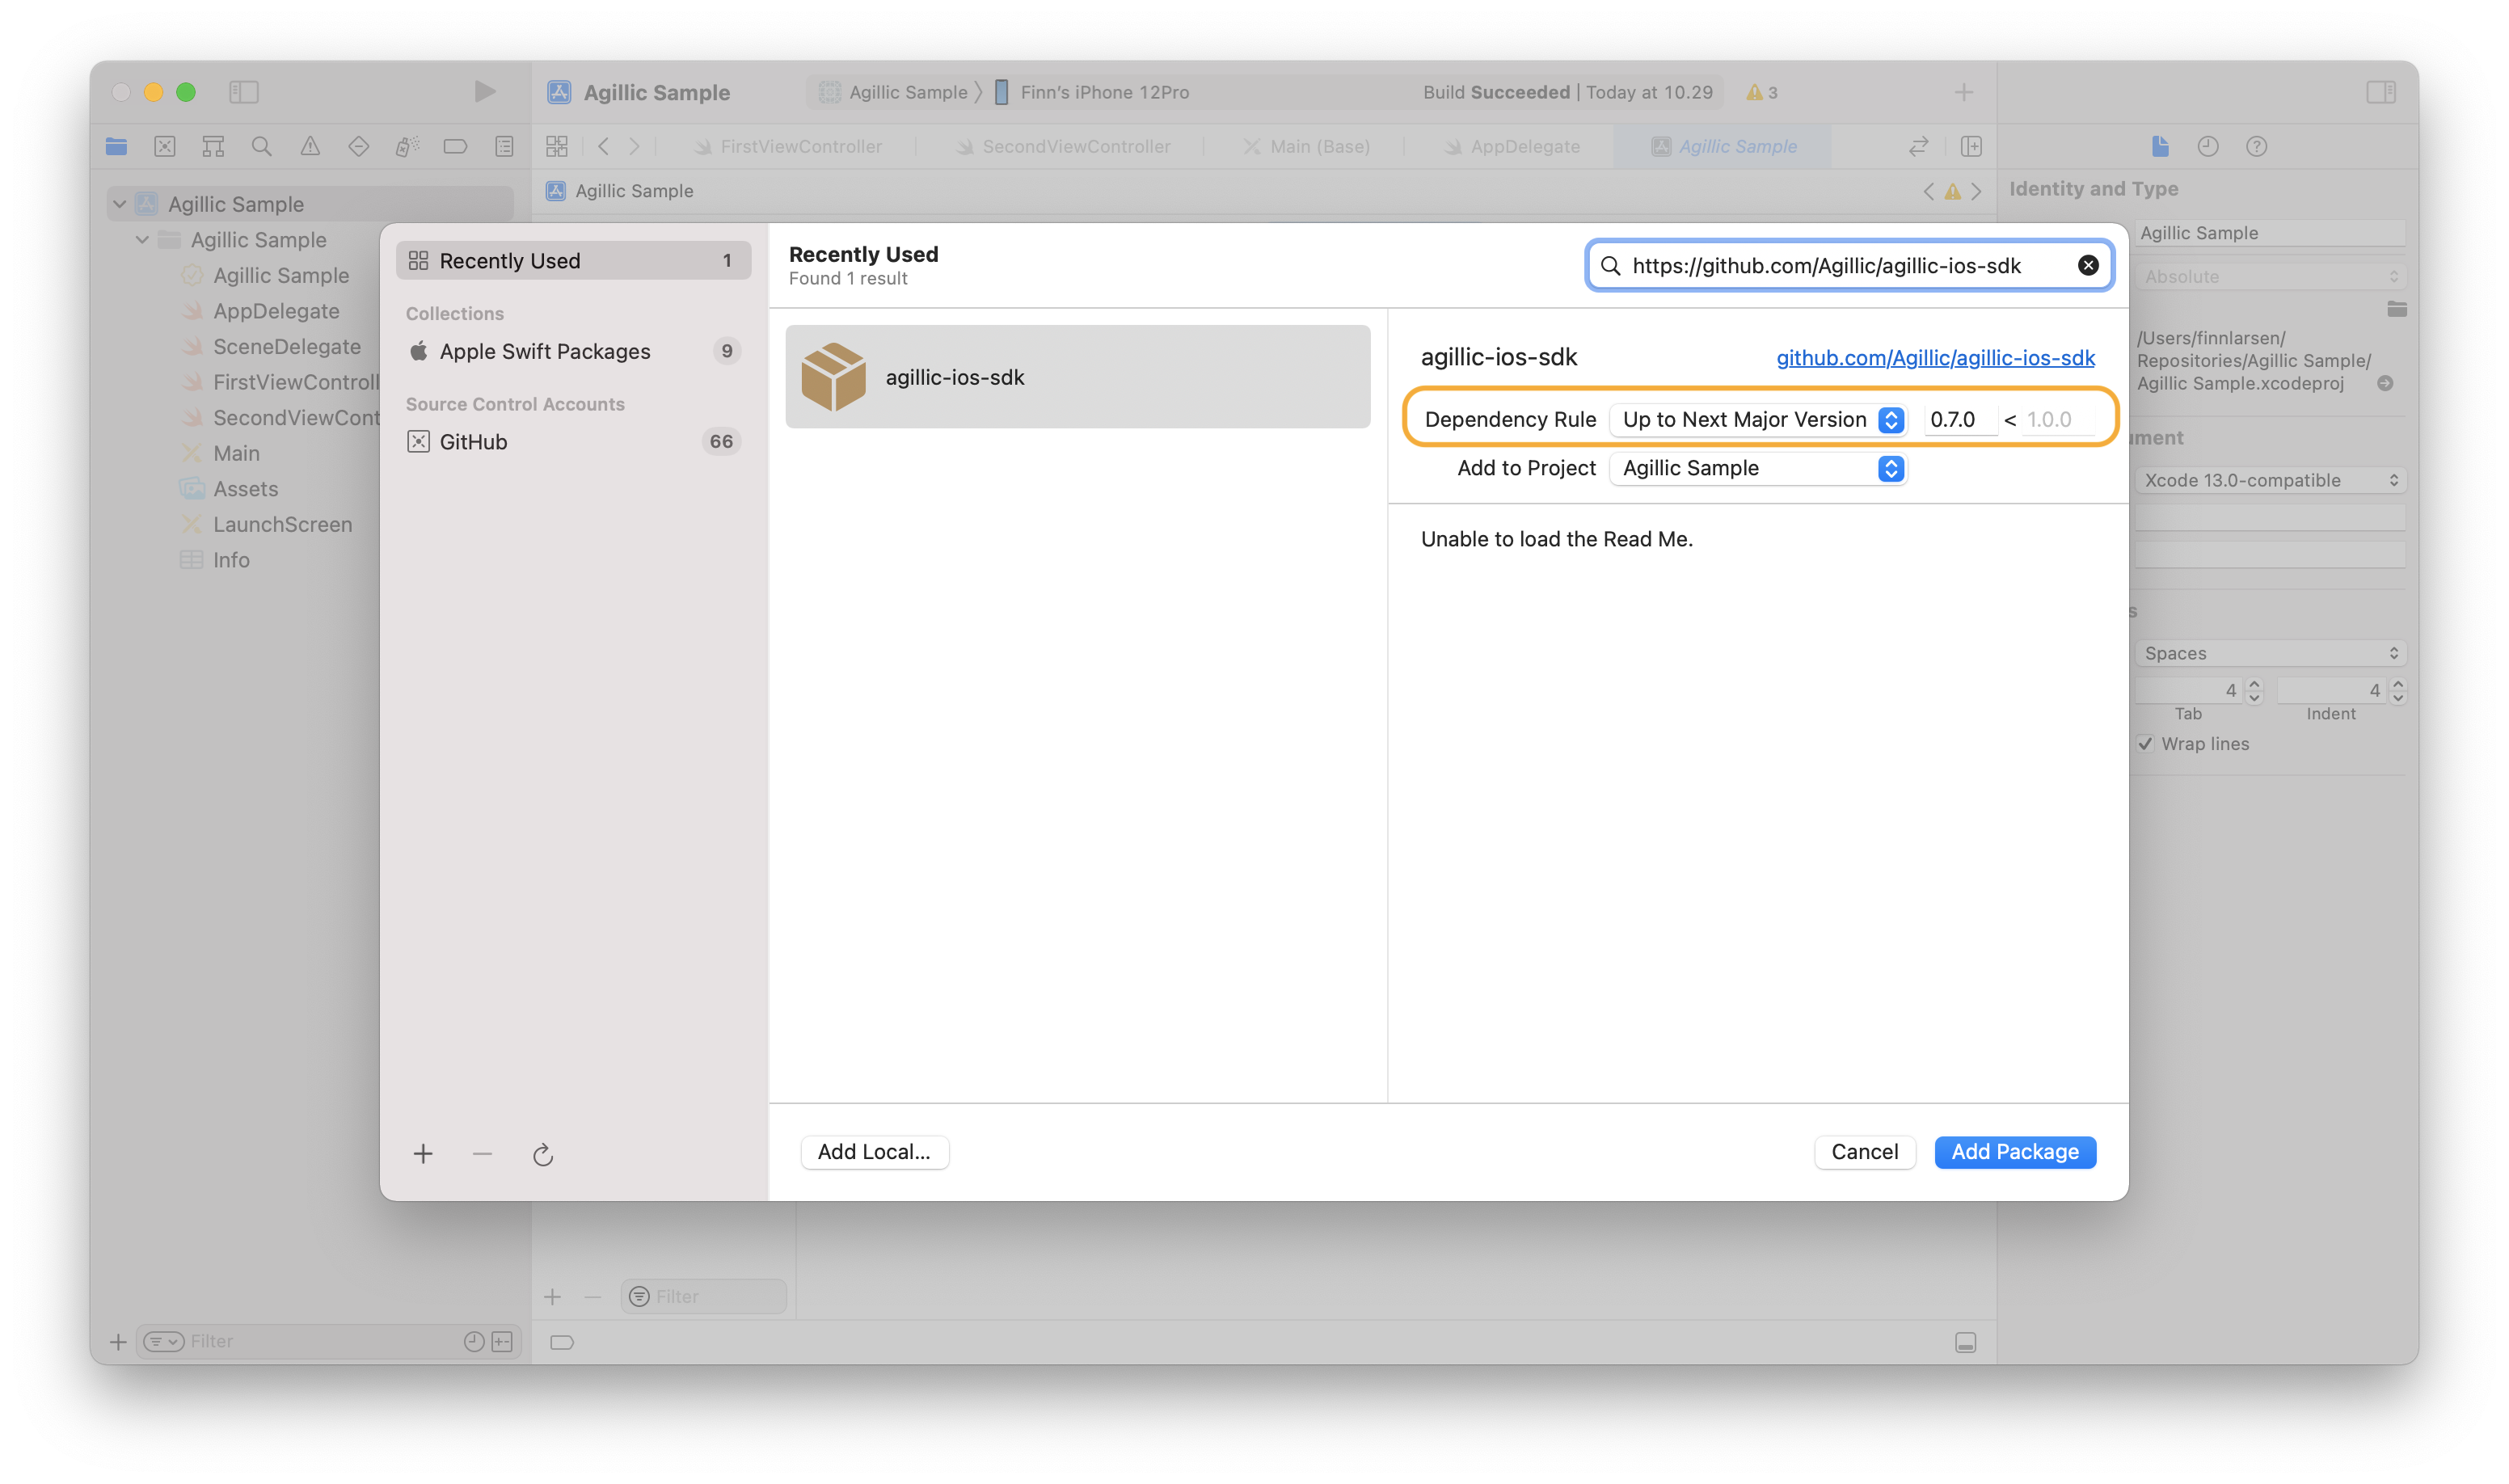 Agillic Sample
Agillic Sample
Finn's iPhone 12Pro
Build Succeeded | Today at 10.29
3
FirstViewController
SecondViewController
Main (Base)
AppDelegate
Agillic Sample
Agillic Sample
Agillic Sample
Agillic Sample
Agillic Sample
AppDelegate
SceneDelegate
FirstViewControll
SecondViewCont
Main
Assets
LaunchScreen
Info
Filter
Recently Used
1
Collections
Apple Swift Packages
9
Source Control Accounts
GitHub
66
Recently Used
Found 1 result
https://github.com/Agillic/agillic-ios-sdk
agillic-ios-sdk
agillic-ios-sdk
github.com/Agillic/agillic-ios-sdk
Dependency Rule Up to Next Major Version 0.7.0 < 1.0.0
Add to Project Agillic Sample
Unable to load the Read Me.
Add Local...
Cancel
Add Package
Filter
Identity and Type
Agillic Sample
Absolute
/Users/finnlarsen/
Repositories/Agillic Sample/
Agillic Sample.xcodeproj
ument
Xcode 13.0-compatible
s
Spaces
4
4
Tab
Indent
Wrap lines